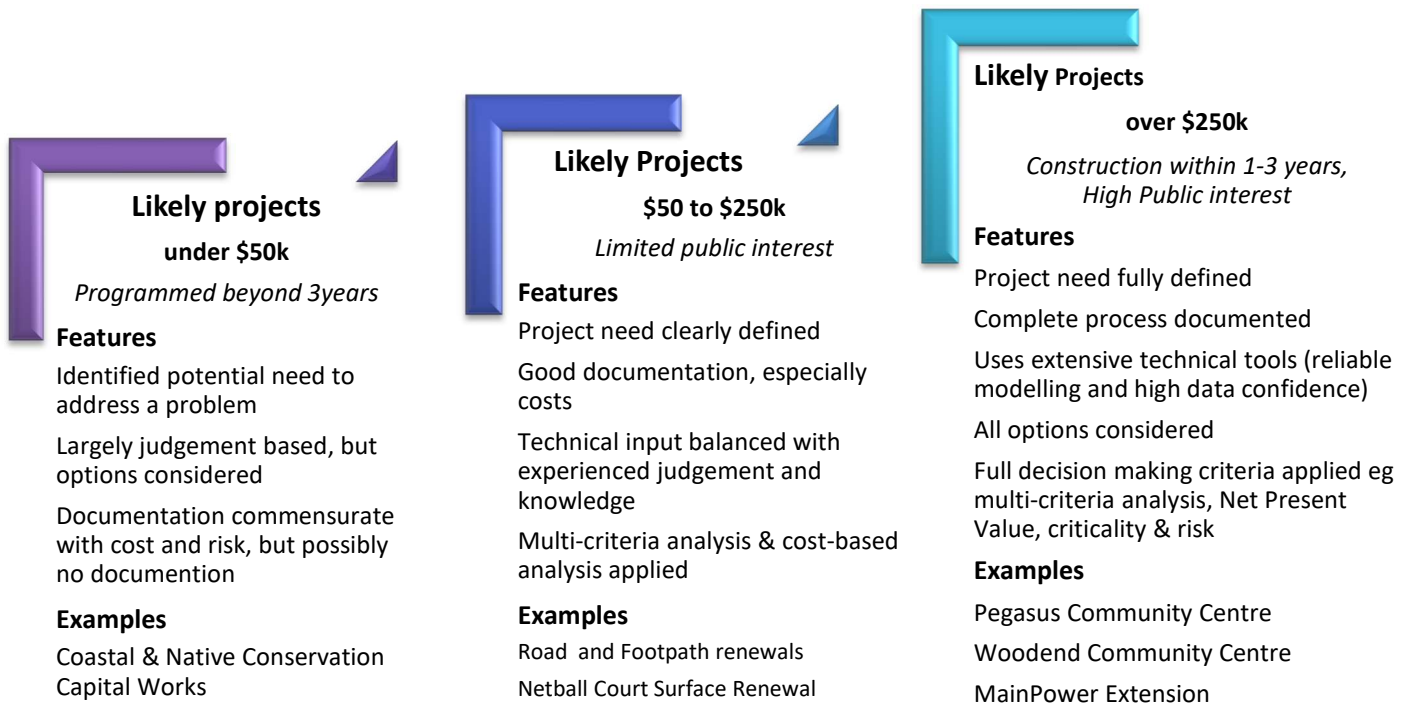 Likely projects
under $50k
Programmed beyond 3years
Features
Identified potential need to
address a problem
Largely judgement based, but
options considered
Documentation commensurate
with cost and risk, but possibly
no documention
Examples
Coastal & Native Conservation
Capital Works
Likely Projects
$50 to $250k
Limited public interest
Features
Project need clearly defined
Good documentation, especially
costs
Technical input balanced with
experienced judgement and
knowledge
Multi-criteria analysis & cost-based
analysis applied
Examples
Road and Footpath renewals
Netball Court Surface Renewal
Likely Projects
over $250k
Construction within 1-3 years,
High Public interest
Features
Project need fully defined
Complete process documented
Uses extensive technical tools (reliable
modelling and high data confidence)
All options considered
Full decision making criteria applied eg
multi-criteria analysis, Net Present
Value, criticality & risk
Examples
Pegasus Community Centre
Woodend Community Centre
MainPower Extension